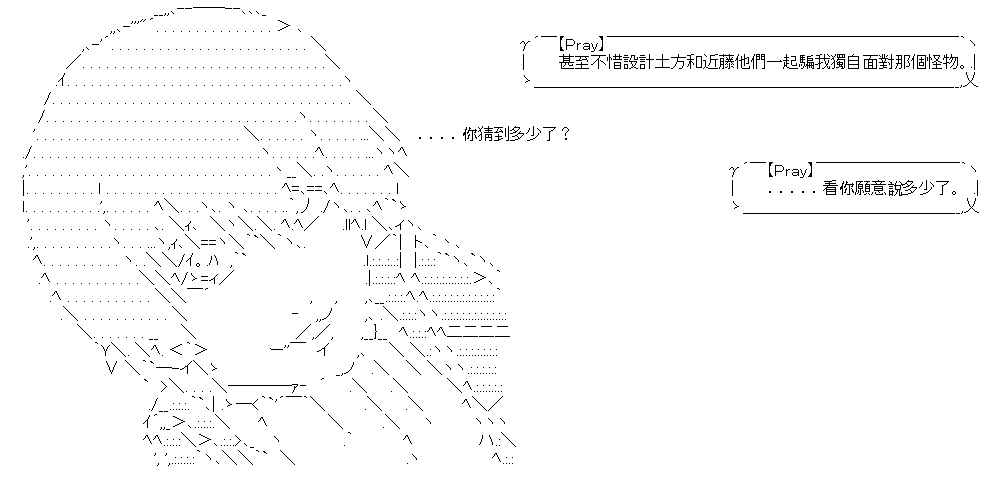 【Pray】
甚至不惜設計土方和近藤他們一起騙我獨自面對那個怪物。
....你猜到多少了？
【Pray】
.....看你願意說多少了。